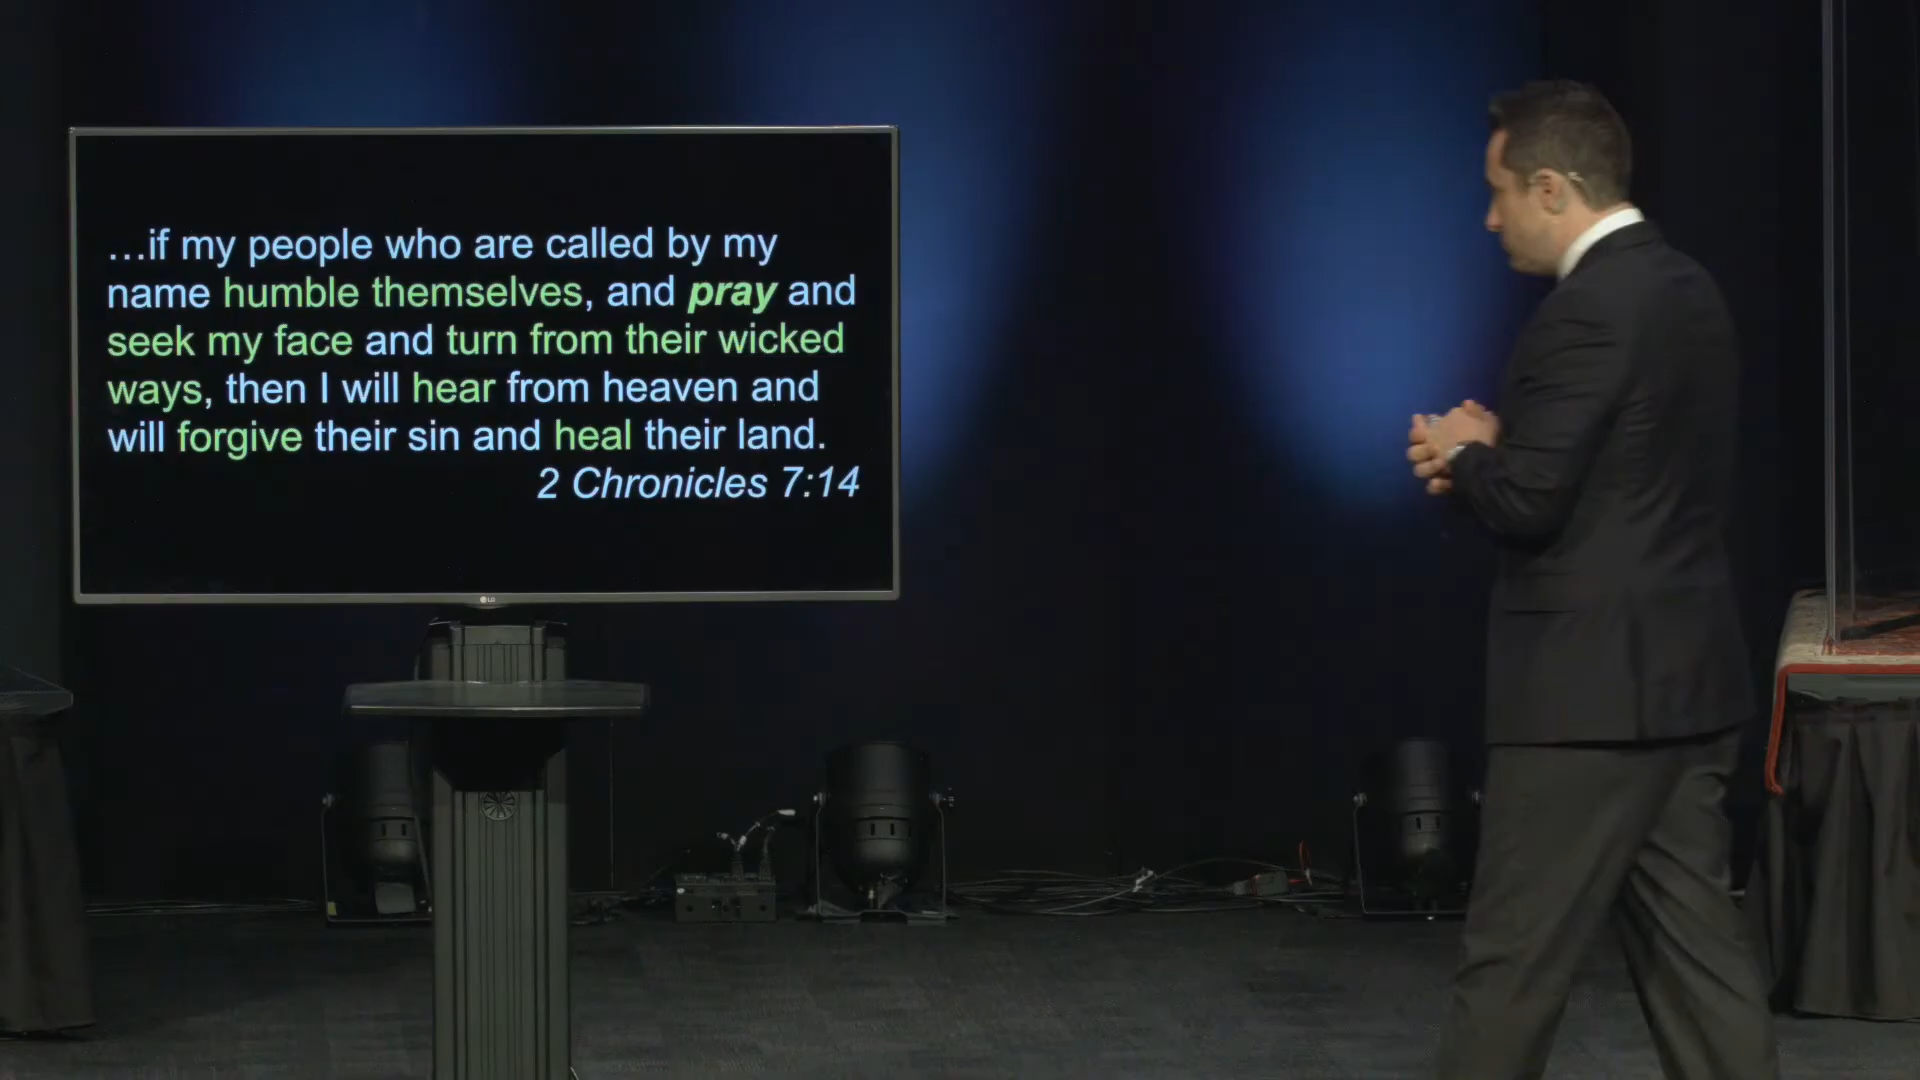 …if my people who are called by my
name humble themselves, and pray and
seek my face and turn from their wicked
ways, then I will hear from heaven and
will forgive their sin and heal their land.
2 Chronicles 7:14
LG